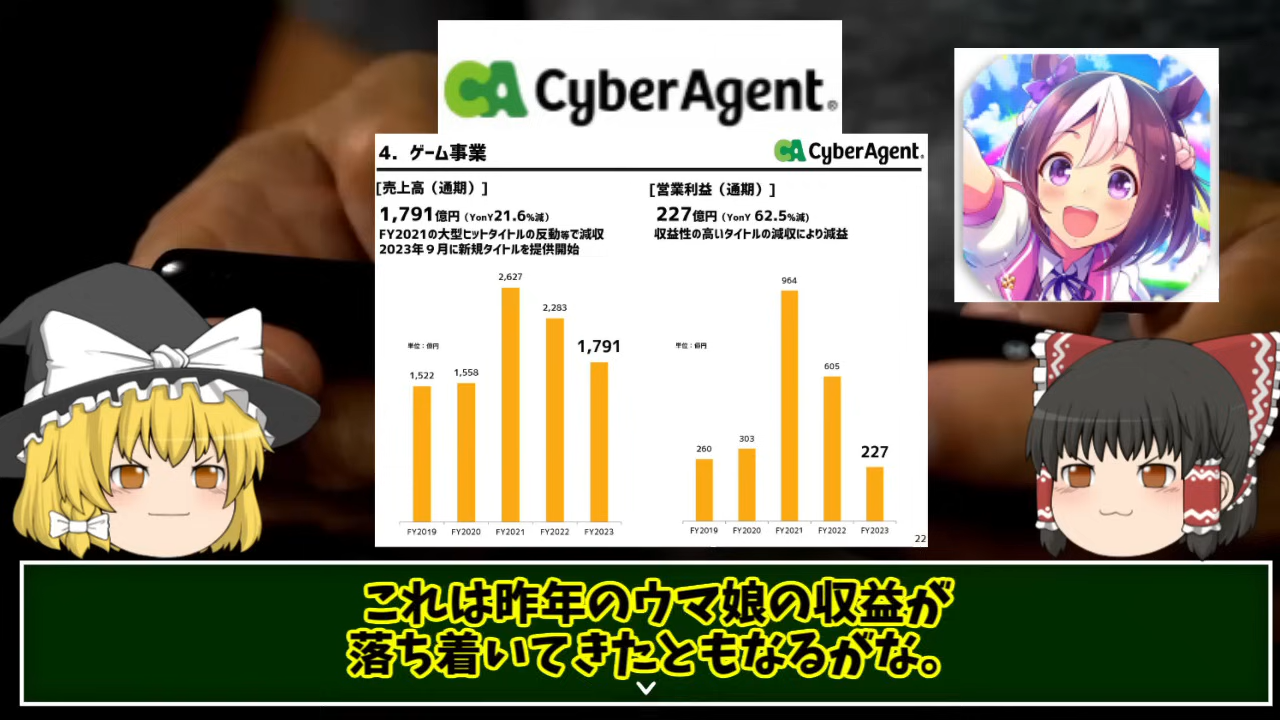 CA CyberAgent®
4. ゲーム事業
CA CyberAgent.
[売上高（通期）]
1,791億円（YonY21.6%減）
FY2021の大型ヒットタイトルの反動等で減収
2023年9月に新規タイトルを提供開始
単位：億円
1,522
1,558
2,627
2,283
1,791
FY2019 FY2020 FY2021 FY2022 FY2023
[営業利益（通期）]
227億円（YonY 62.5%減)
収益性の高いタイトルの減収により減益
単位：億円
260
303
964
605
227
FY2019 FY2020 FY2021 FY2022 FY2023
22
これは昨年のウマ娘の収益が
落ち着いてきたともなるがな。